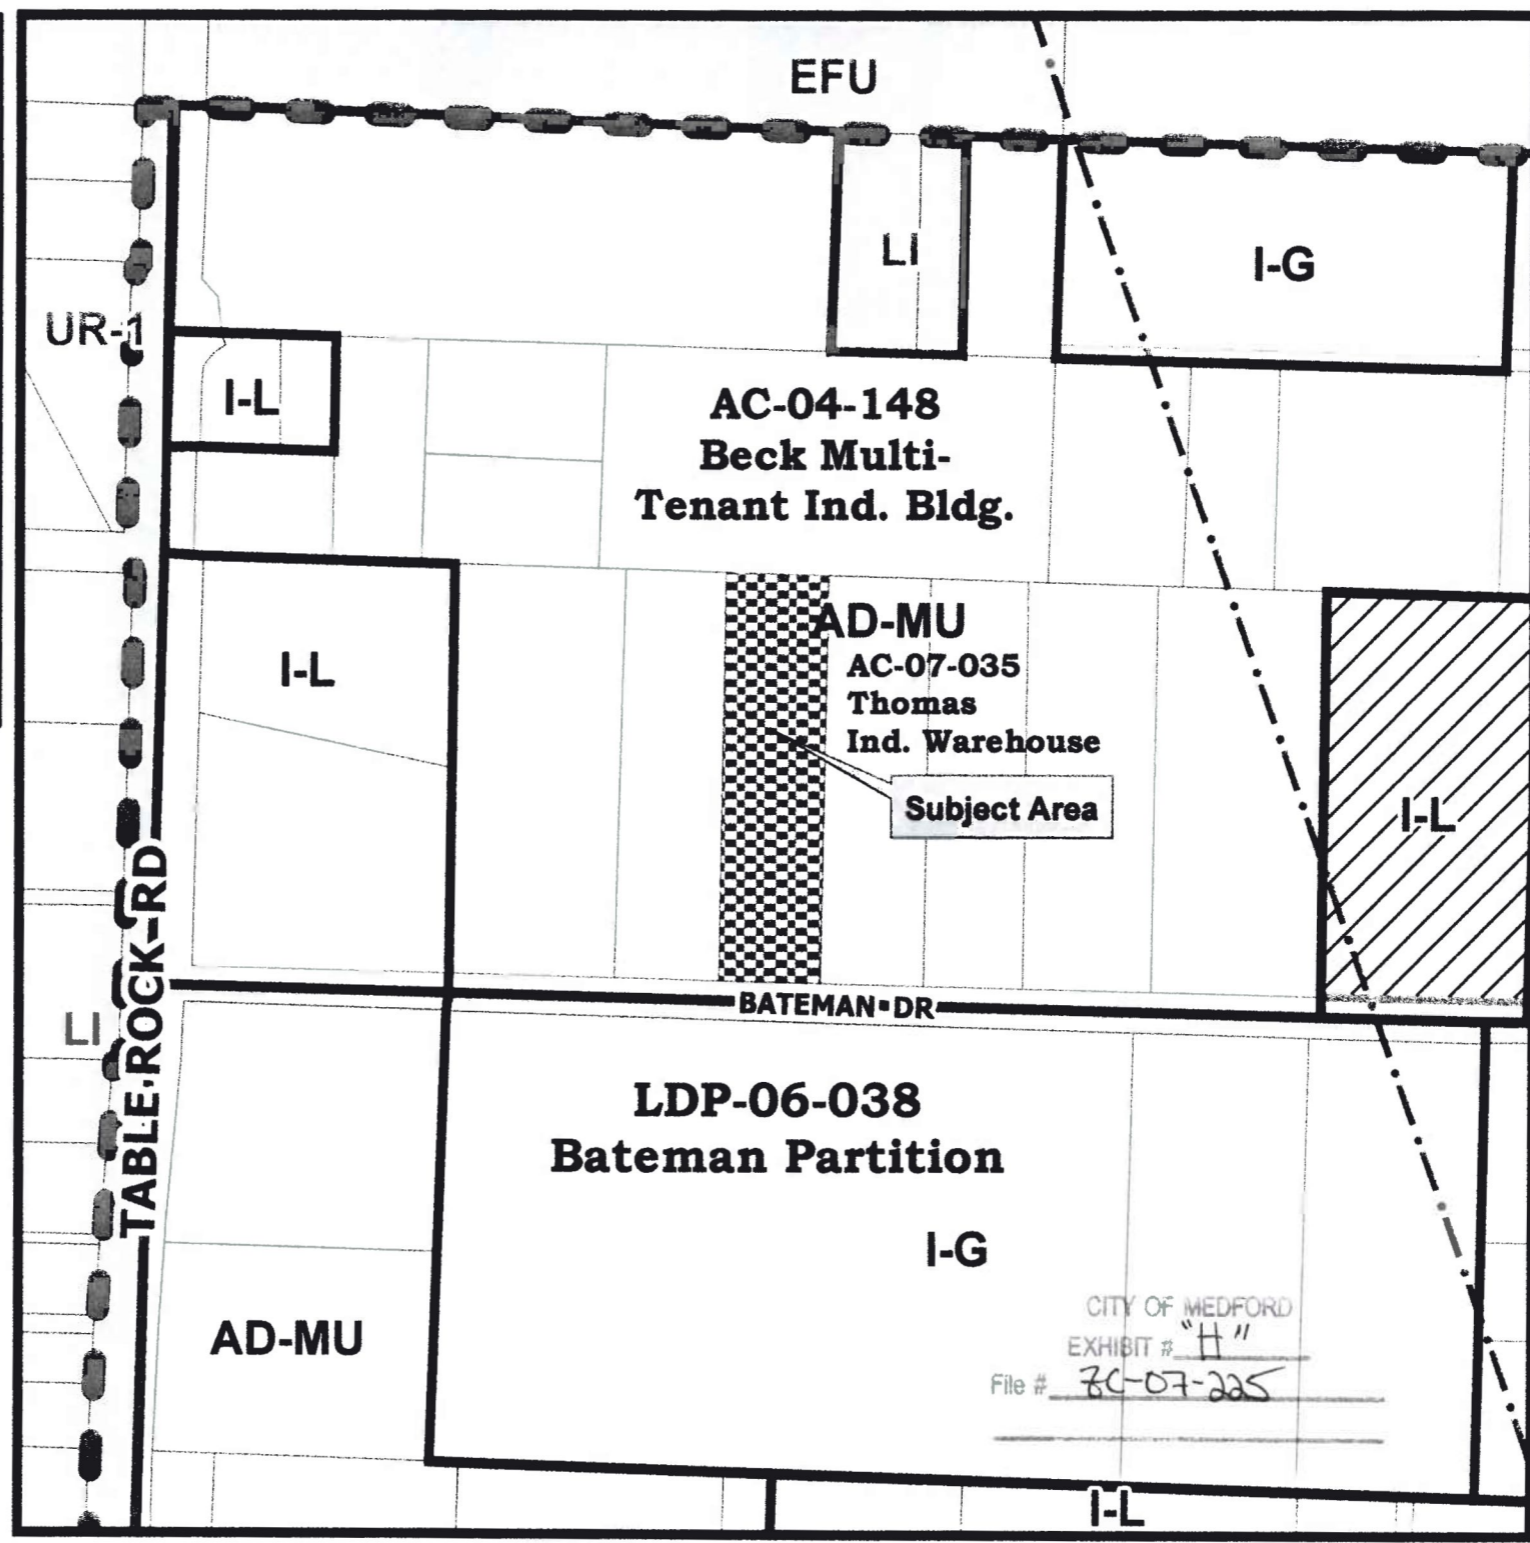 EFU
LI
I-G
UR-1
I-L
AC-04-148
Beck Multi-
Tenant Ind. Bldg.
AD-MU
AC-07-035
Thomas
Ind. Warehouse
I-L
Subject Area
I-L
TABLE ROCK RD
BATEMAN DR
LI
LDP-06-038
Bateman Partition
I-G
AD-MU
CITY OF MEDFORD
EXHIBIT # "H"
File # ZC-07-225
I-L